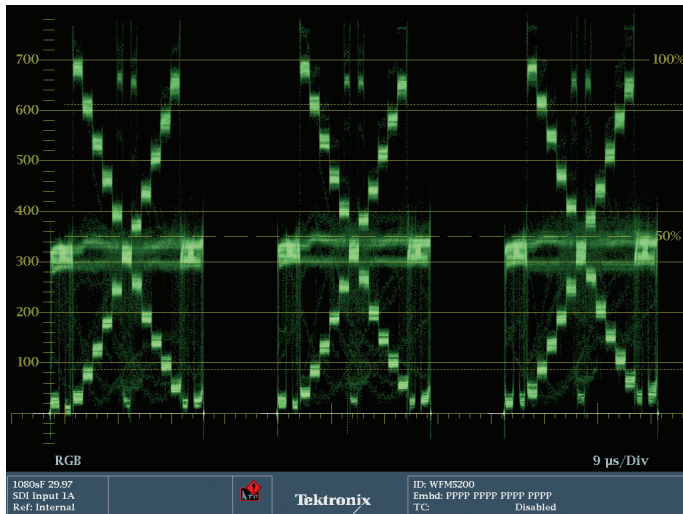 700
100%
600
500
400
50%
300
200
100
RGB
9 µs/Div
1080sF 29.97
SDI Input 1A
Ref: Internal
Tektronix
ID: WFM5200
Embd: PPPP PPPP PPPP PPPP
TC: Disabled